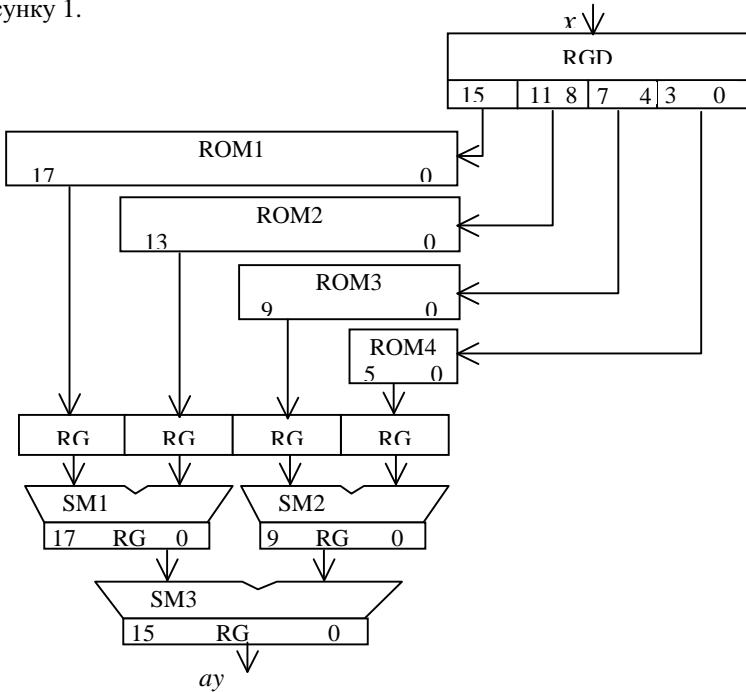 сунку 1.
x
RGD
15 11 8 7 4 3 0
ROM1
17 0
ROM2
13 0
ROM3
9 0
ROM4
5 0
RG RG RG RG
SM1 SM2
17 RG 0 9 RG 0
SM3
15 RG 0
ay